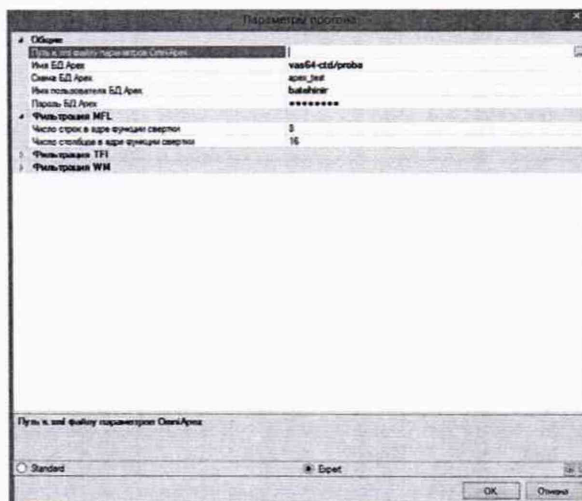 Параметры прогона
Общие
Путь к xml файлу параметров OmniApex
Имя БД Apex vas64-ctd/proba
Схема БД Apex apex_test
Имя пользователя БД Apex
Пароль БД Apex ●●●●●●●●
Фильтрация MFL
Число строк в ядре функции свертки
Число столбцов в ядре функции свертки 16
Фильтрация TFI
Фильтрация WM
Путь к xml файлу параметров OmniApex
Standard Expert
OK Отмена